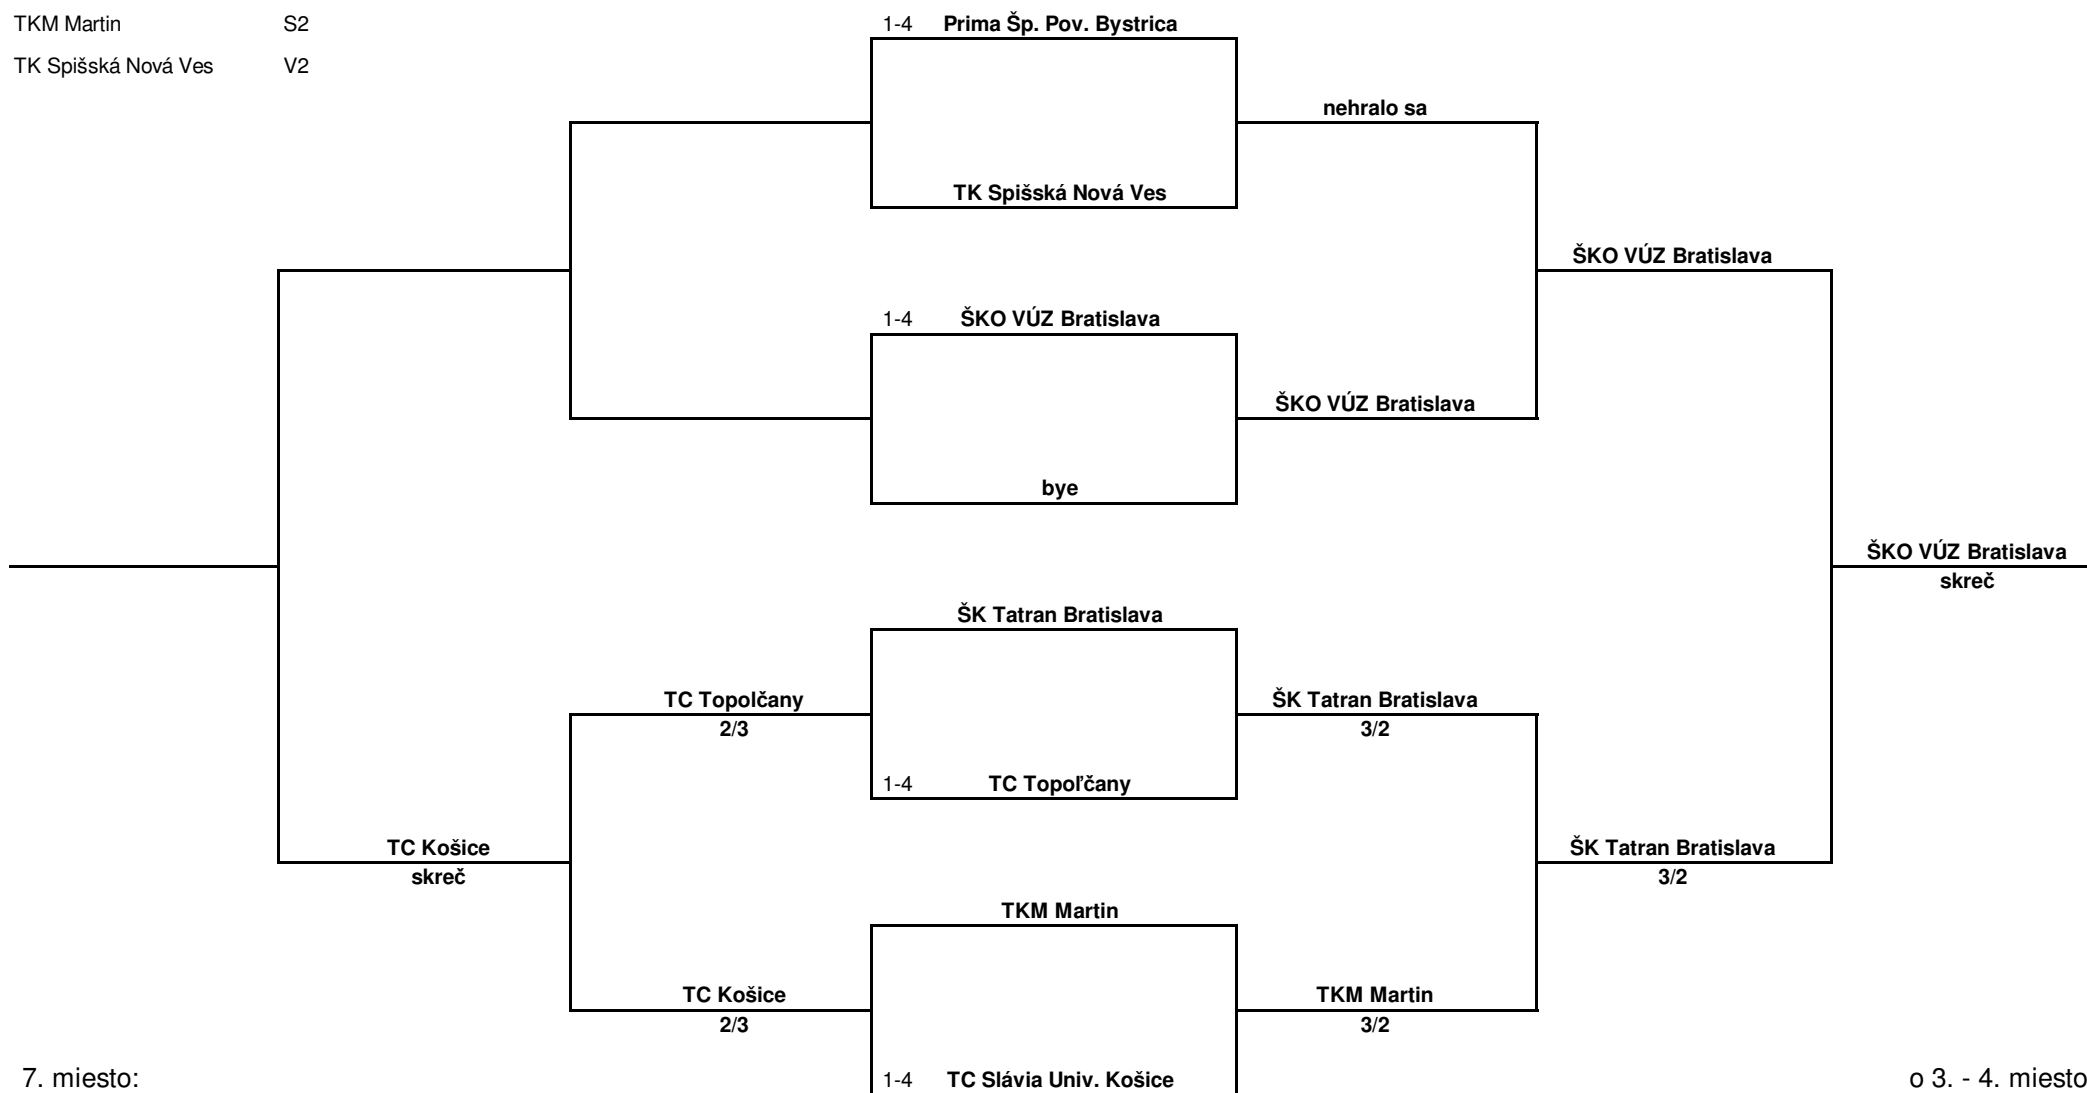 TKM Martin S2 1-4 Prima Šp. Pov. Bystrica
TK Spišská Nová Ves V2
nehralo sa
TK Spišská Nová Ves
ŠKO VÚZ Bratislava
1-4 ŠKO VÚZ Bratislava
ŠKO VÚZ Bratislava
bye
ŠKO VÚZ Bratislava
skreč
ŠK Tatran Bratislava
TC Topolčany ŠK Tatran Bratislava
2/3 3/2
1-4 TC Topoľčany
TC Košice ŠK Tatran Bratislava
skreč 3/2
TKM Martin
TC Košice TKM Martin
2/3 3/2
7. miesto: 1-4 TC Slávia Univ. Košice o 3. - 4. miesto